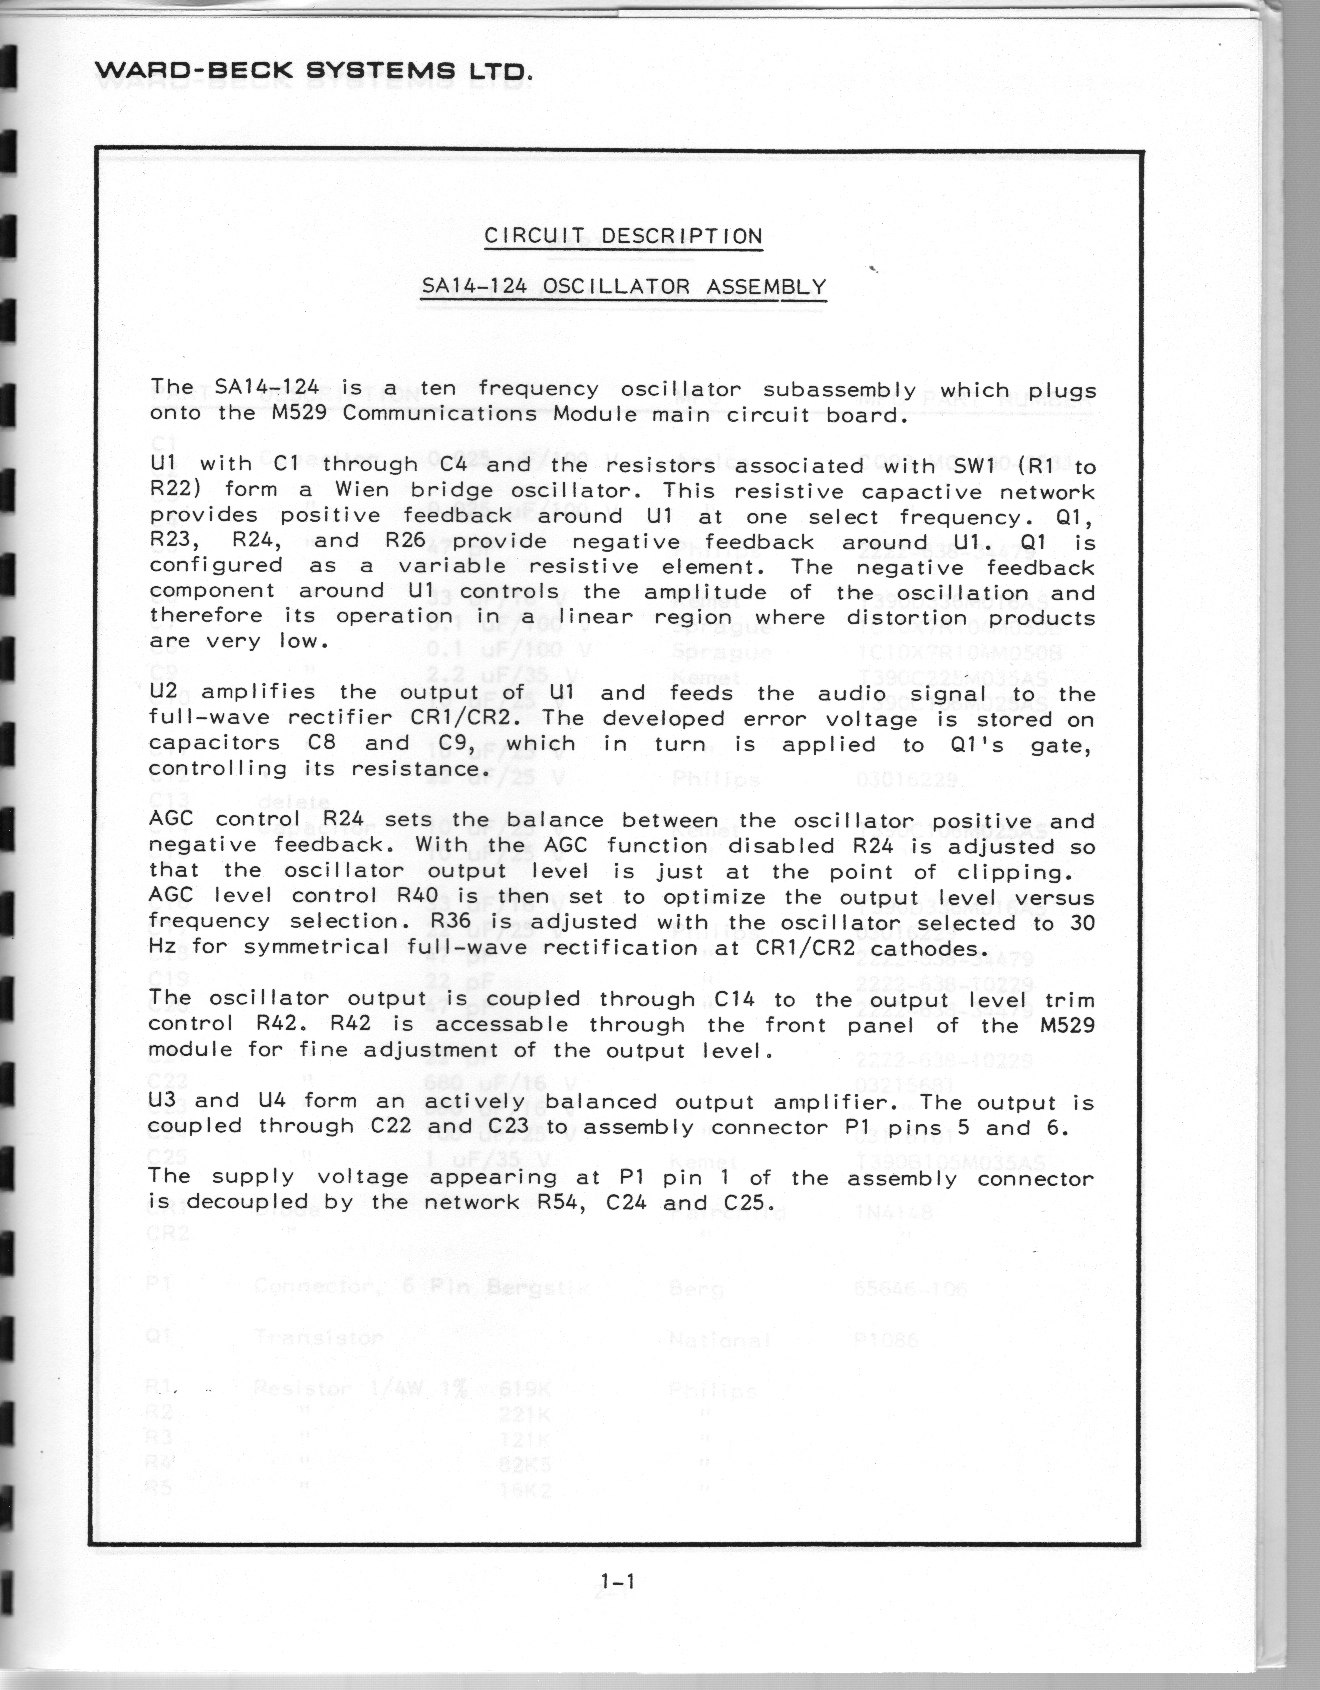 WARD-BECK SYSTEMS LTD.
CIRCUIT DESCRIPTION
SA14-124 OSCILLATOR ASSEMBLY
The SA14-124 is a ten frequency oscillator subassembly which plugs
onto the M529 Communications Module main circuit board.
U1 with C1 through C4 and the resistors associated with SW1 (R1 to
R22) form a Wien bridge oscillator. This resistive capactive network
provides positive feedback around U1 at one select frequency. Q1,
R23, R24, and R26 provide negative feedback around U1. Q1 is
configured as a variable resistive element. The negative feedback
component around U1 controls the amplitude of the oscillation and
therefore its operation in a linear region where distortion products
are very low.
U2 amplifies the output of U1 and feeds the audio signal to the
full-wave rectifier CR1/CR2. The developed error voltage is stored on
capacitors C8 and C9, which in turn is applied to Q1's gate,
controlling its resistance.
AGC control R24 sets the balance between the oscillator positive and
negative feedback. With the AGC function disabled R24 is adjusted so
that the oscillator output level is just at the point of clipping.
AGC level control R40 is then set to optimize the output level versus
frequency selection. R36 is adjusted with the oscillator selected to 30
Hz for symmetrical full-wave rectification at CR1/CR2 cathodes.
The oscillator output is coupled through C14 to the output level trim
control R42. R42 is accessable through the front panel of the M529
module for fine adjustment of the output level.
U3 and U4 form an actively balanced output amplifier. The output is
coupled through C22 and C23 to assembly connector P1 pins 5 and 6.
The supply voltage appearing at P1 pin 1 of the assembly connector
is decoupled by the network R54, C24 and C25.
1-1